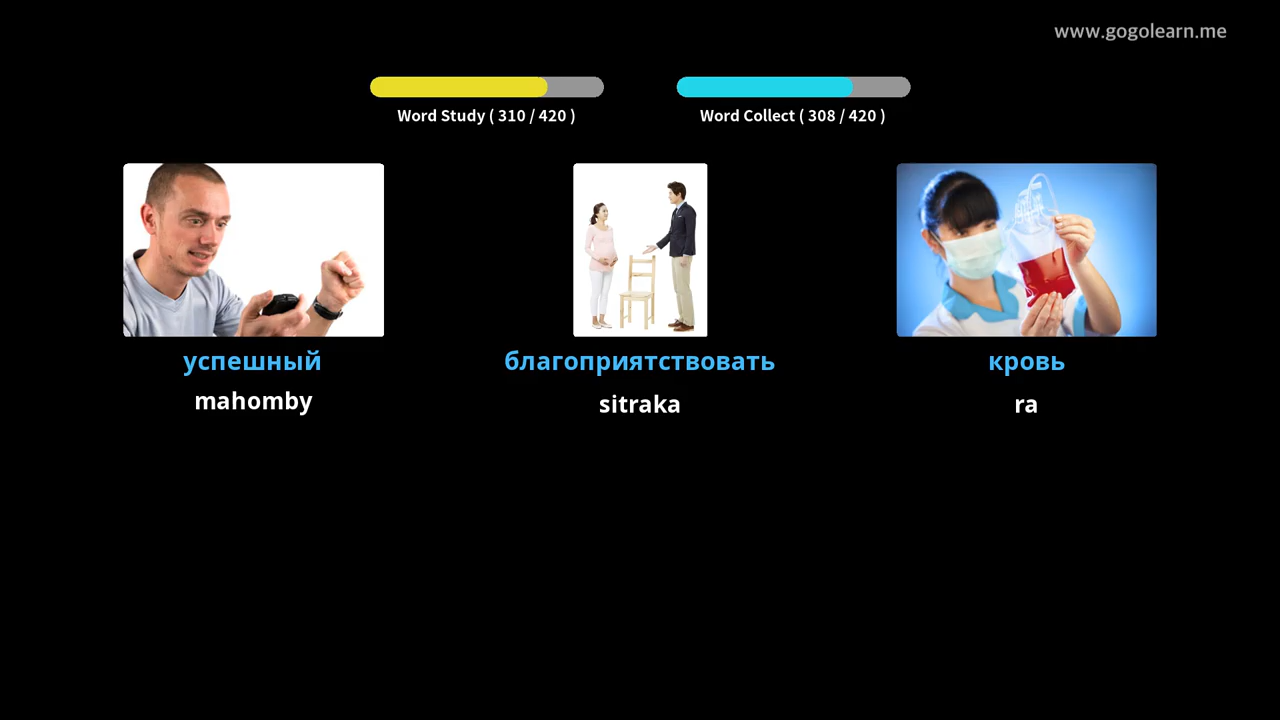 www.gogolearn.me
Word Study ( 310 / 420 )
Word Collect ( 308 / 420 )
успешный
благоприятствовать
кровь
mahomby
sitraka
ra